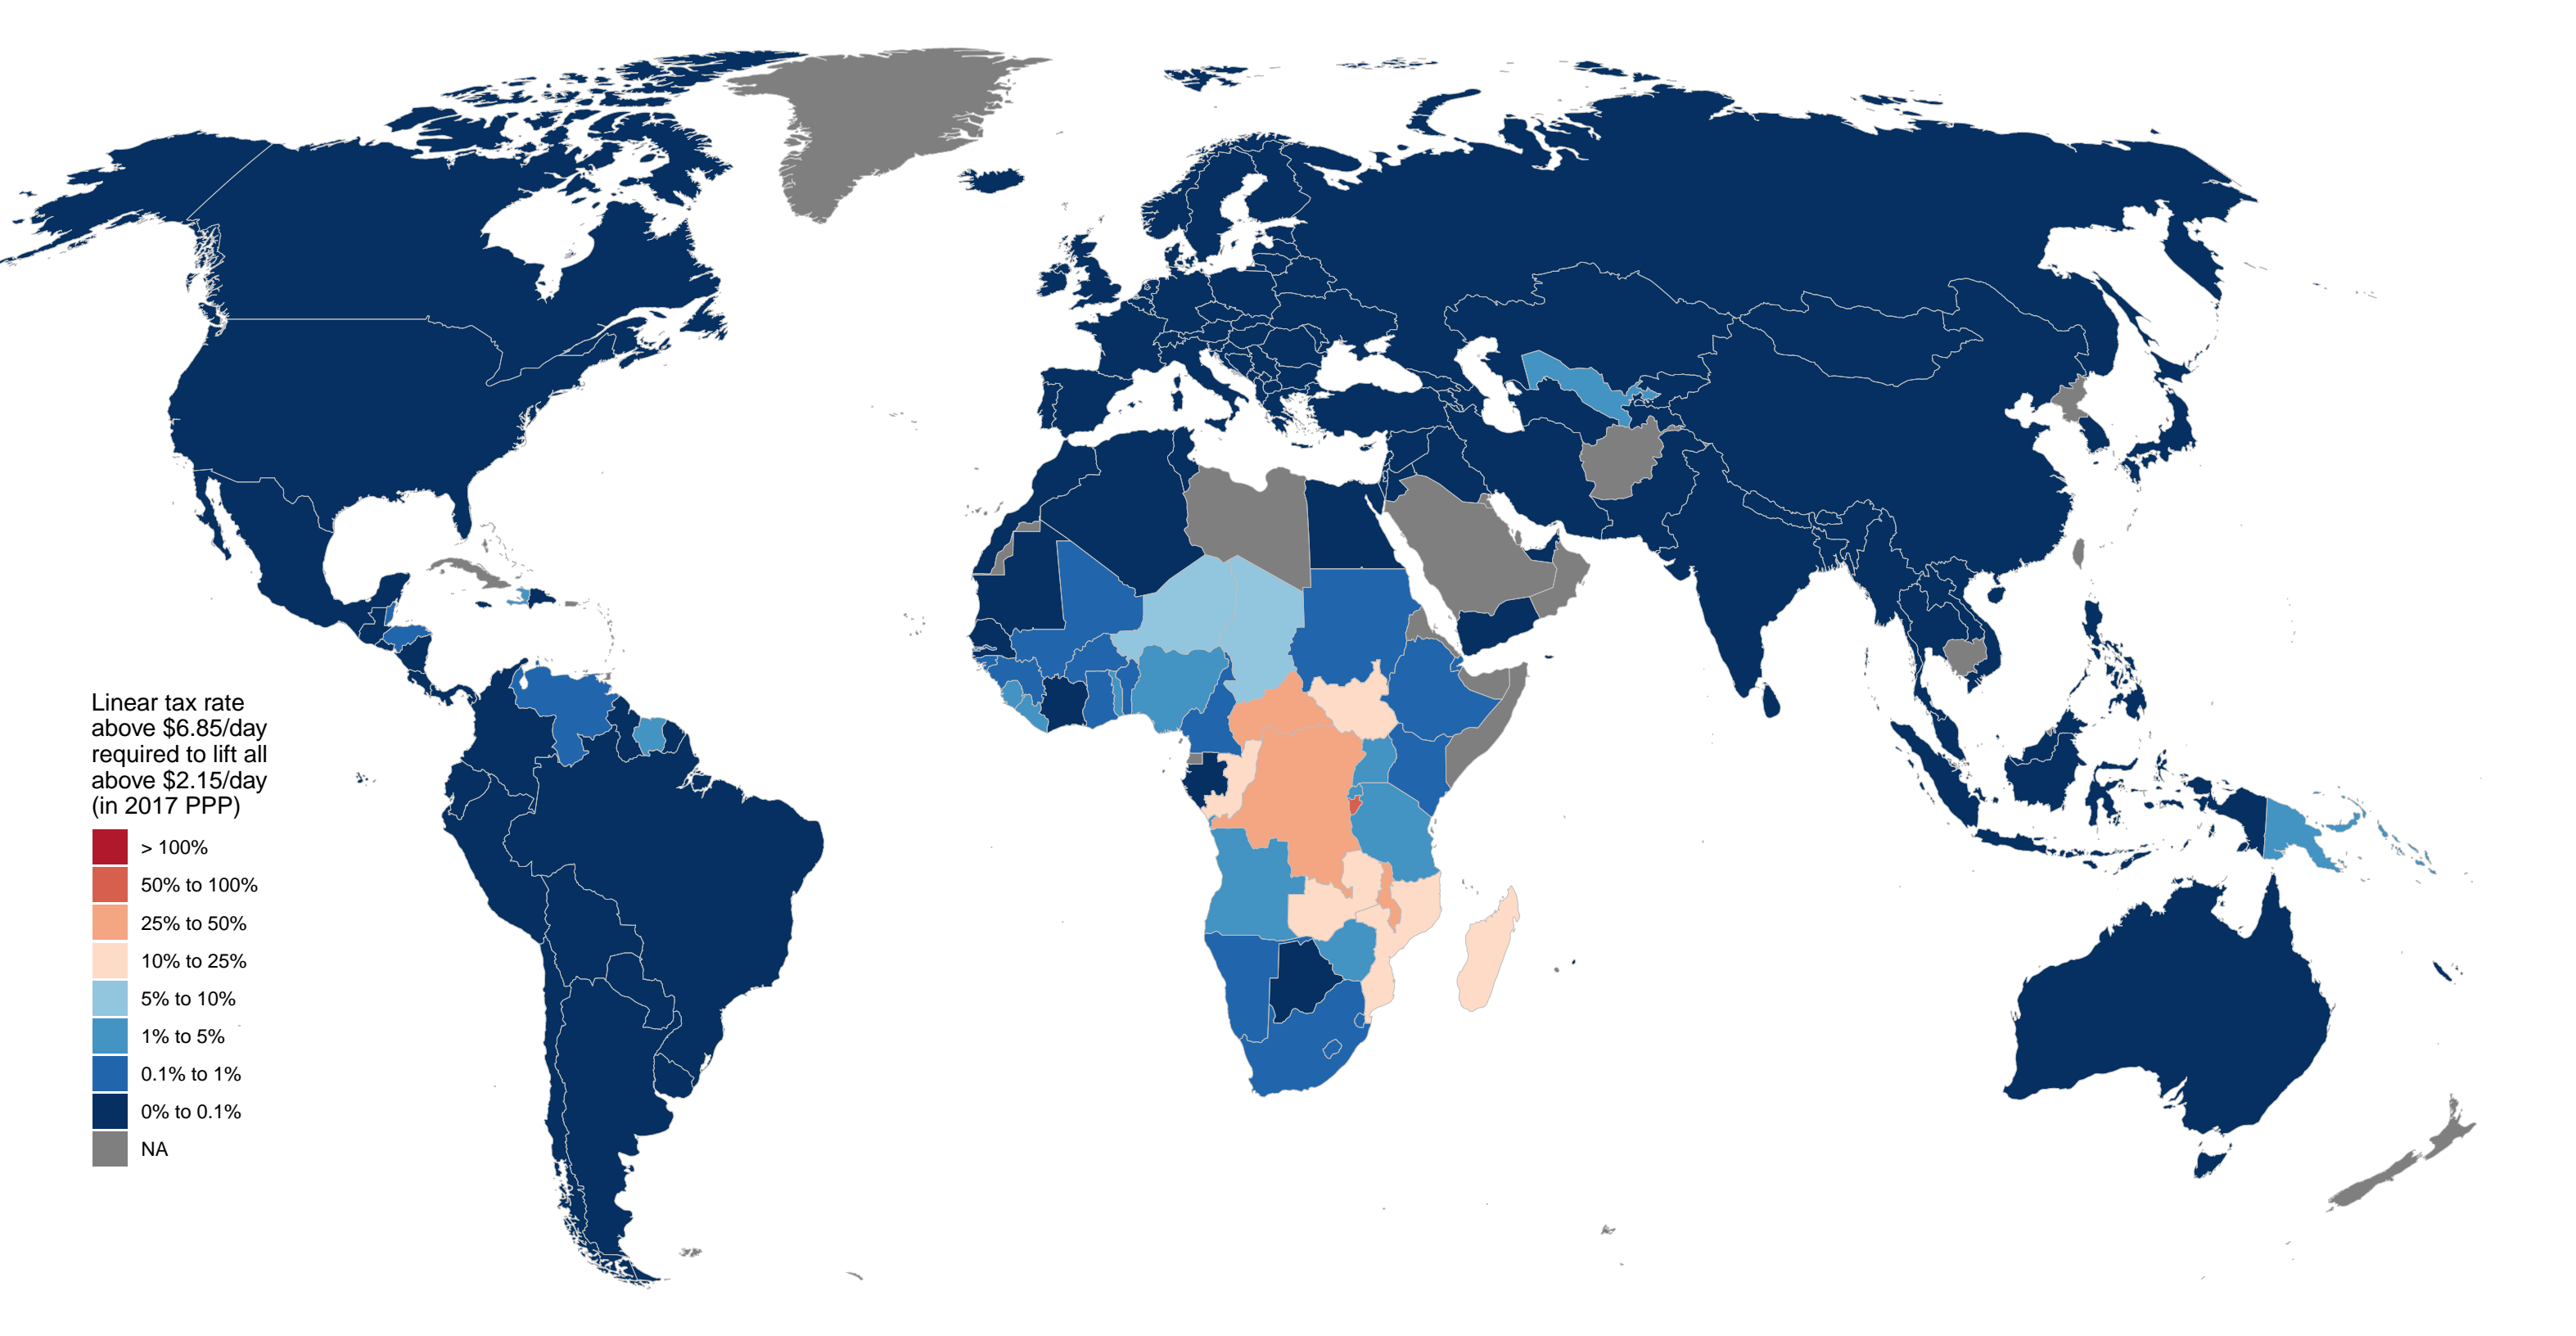 Linear tax rate
above $6.85/day
required to lift all
above $2.15/day
(in 2017 PPP)
> 100%
50% to 100%
25% to 50%
10% to 25%
5% to 10%
1% to 5%
0.1% to 1%
0% to 0.1%
NA